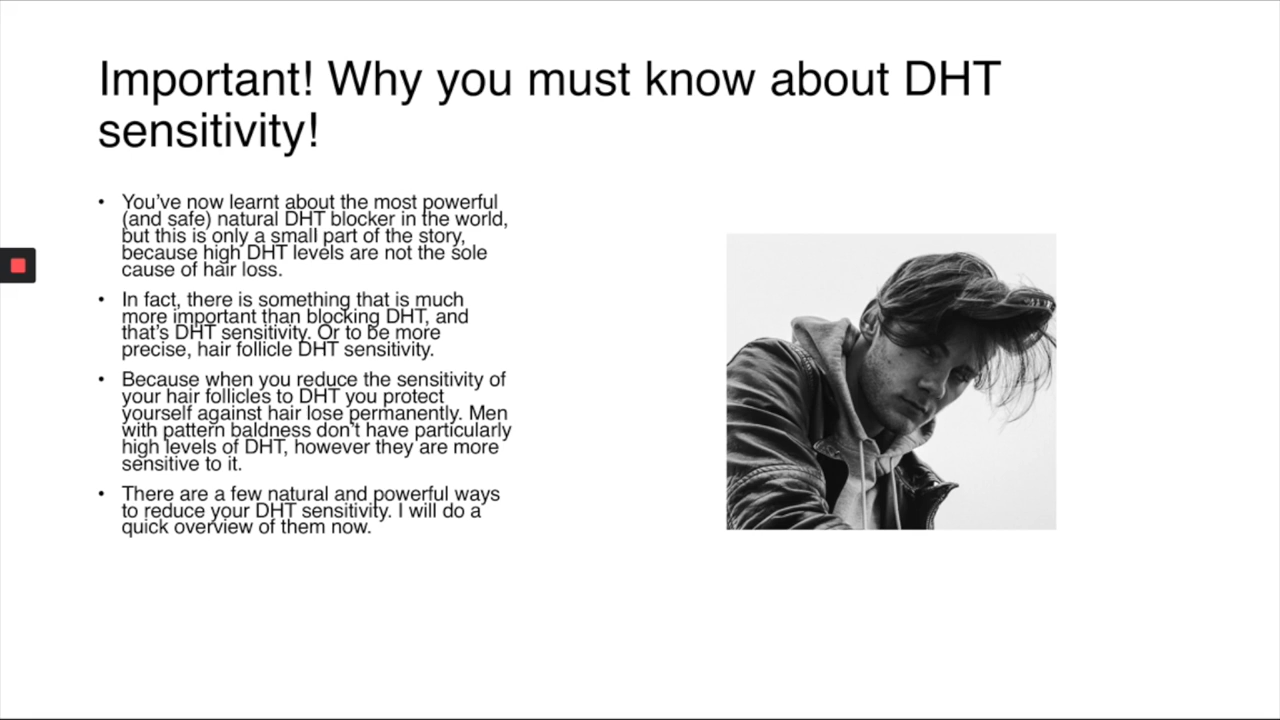 Important! Why you must know about DHT
sensitivity!
• You’ve now learnt about the most powerful
(and safe) natural DHT blocker in the world,
but this is only a small part of the story,
because high DHT levels are not the sole
cause of hair loss.
• In fact, there is something that is much
more important than blocking DHT, and
that’s DHT sensitivity. Or to be more
precise, hair follicle DHT sensitivity.
• Because when you reduce the sensitivity of
your hair follicles to DHT you protect
yourself against hair lose permanently. Men
with pattern baldness don’t have particularly
high levels of DHT, however they are more
sensitive to it.
• There are a few natural and powerful ways
to reduce your DHT sensitivity. I will do a
quick overview of them now.